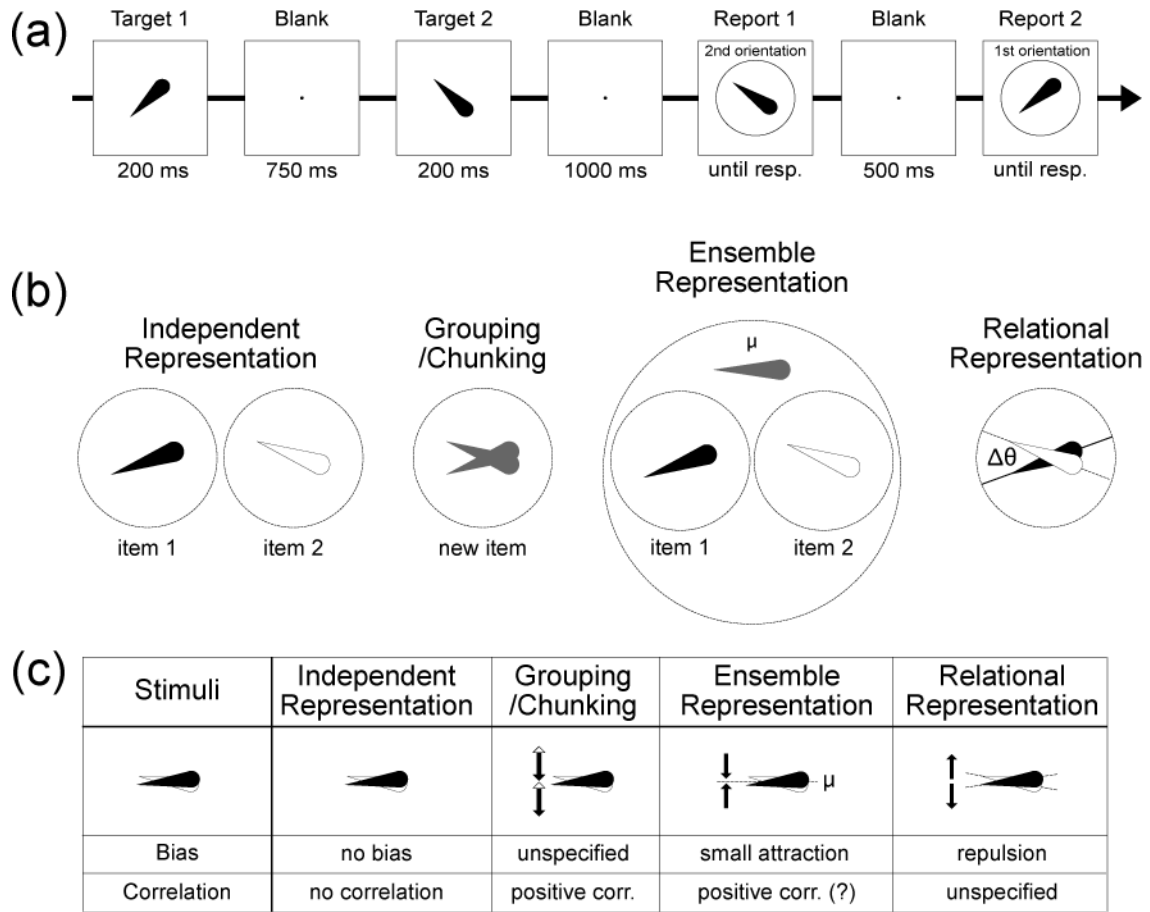 (a)
Target 1 Blank Target 2 Blank Report 1 Blank Report 2
2nd orientation 1st orientation
200 ms 750 ms 200 ms 1000 ms until resp. 500 ms until resp.
(b)
Independent
Representation
Grouping
/Chunking
Ensemble
Representation
Relational
Representation
μ
Δθ
item 1 item 2 new item item 1 item 2
(c)
Stimuli
Independent
Representation
Grouping
/Chunking
Ensemble
Representation
Relational
Representation
μ
Bias no bias unspecified small attraction repulsion
Correlation no correlation positive corr. positive corr. (?) unspecified